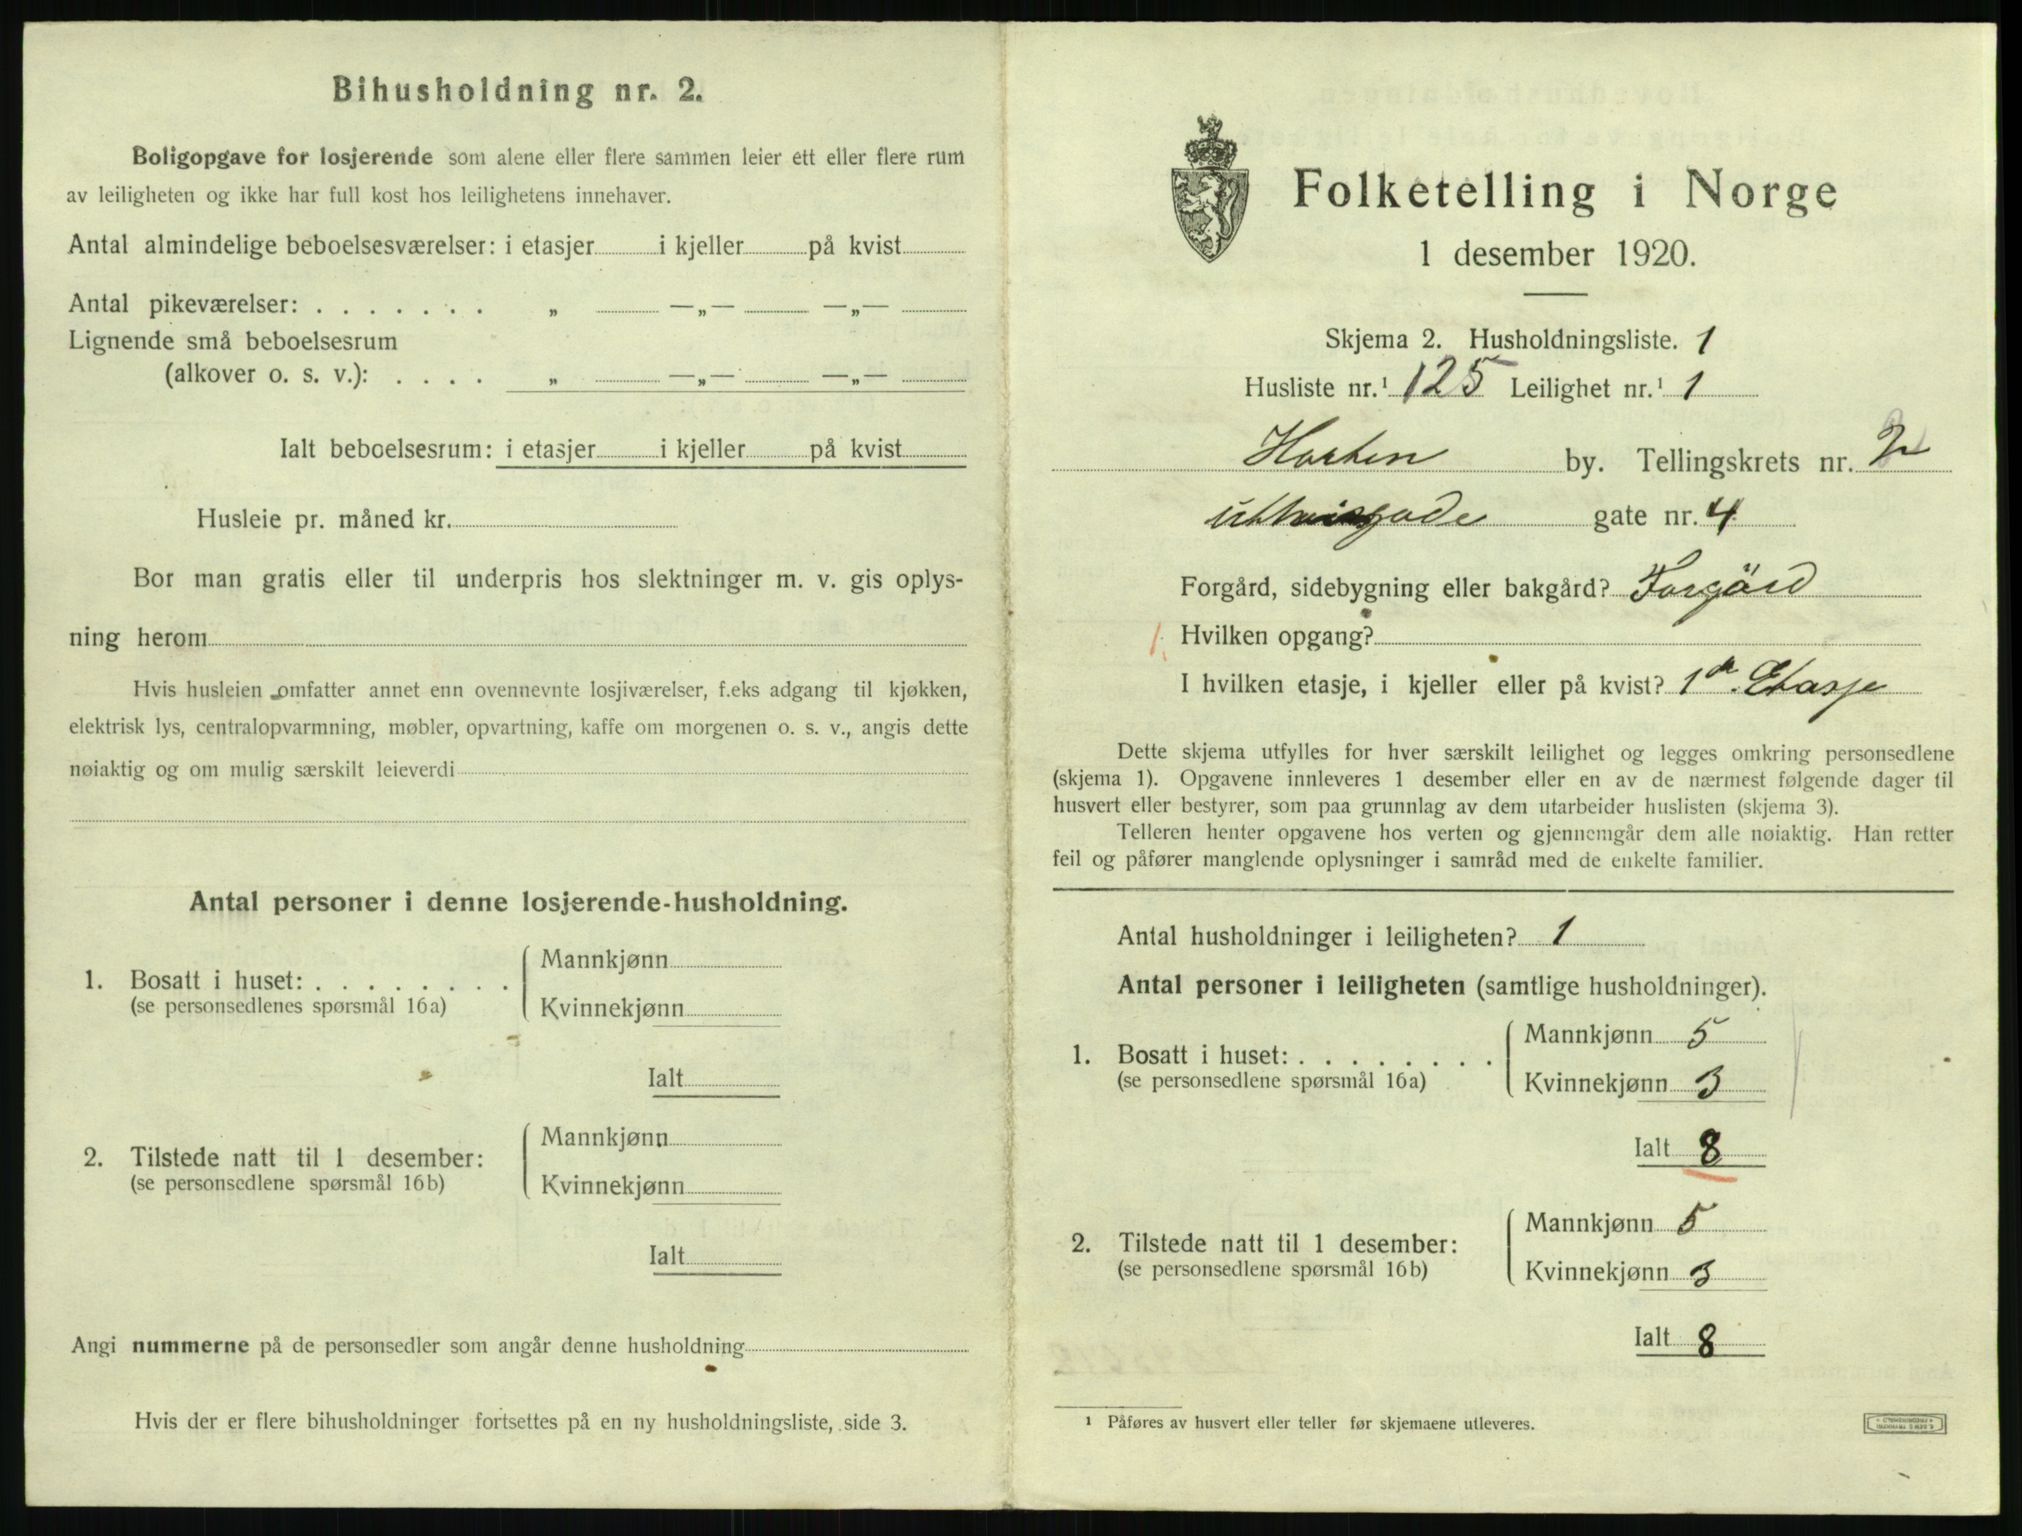 Bihusholdning nr. 2.
Boligopgave for losjerende som alene eller flere sammen leier ett eller flere rum
av leiligheten og ikke har full kost hos leilighetens innehaver.
Antal almindelige beboelsesværelser: i etasjer i kjeller på kvist
Antal pikeværelser: . . . . . . . „ —„— —„—
Lignende små beboelsesrum
(alkover o. s. v.): . . . . „ —„— —„—
Ialt beboelsesrum: i etasjer i kjeller på kvist
Husleie pr. måned kr.
Bor man gratis eller til underpris hos slektninger m. v. gis oplys-
ning herom
Hvis husleien omfatter annet enn ovennevnte losjiværelser, f.eks adgang til kjøkken,
elektrisk lys, centralopvarmning, møbler, opvartning, kaffe om morgenen o. s. v., angis dette
nøiaktig og om mulig særskilt leieverdi
Antal personer i denne losjerende-husholdning.
Mannkjønn
1. Bosatt i huset: . . . . . . . .
(se personsedlenes spørsmål 16a)
Kvinnekjønn
Ialt
Mannkjønn
2. Tilstede natt til 1 desember:
(se personsedlene spørsmål 16b)
Kvinnekjønn
Ialt
Angi nummerne på de personsedler som angår denne husholdning
Hvis der er flere bihusholdninger fortsettes på en ny husholdningsliste, side 3.
Folketelling i Norge
1 desember 1920.
Skjema 2. Husholdningsliste. 1
Husliste nr.¹ 125 Leilighet nr.¹ 1
Horten by. Tellingskrets nr. 2
gate nr. 4
Forgård, sidebygning eller bakgård? Forgård
1. Hvilken opgang?
I hvilken etasje, i kjeller eller på kvist? 1ste Etasje
Dette skjema utfylles for hver særskilt leilighet og legges omkring personsedlene
(skjema 1). Opgavene innleveres 1 desember eller en av de nærmest følgende dager til
husvert eller bestyrer, som paa grunnlag av dem utarbeider huslisten (skjema 3).
Telleren henter opgavene hos verten og gjennemgår dem alle nøiaktig. Han retter
feil og påfører manglende oplysninger i samråd med de enkelte familier.
Antal husholdninger i leiligheten? 1
Antal personer i leiligheten (samtlige husholdninger).
Mannkjønn 5
1. Bosatt i huset: . . . . . . . .
(se personsedlene spørsmål 16a)
Kvinnekjønn 3
Ialt 8
Mannkjønn 5
2. Tilstede natt til 1 desember:
(se personsedlene spørsmål 16b)
Kvinnekjønn 3
Ialt 8
¹ Påføres av husvert eller teller før skjemaene utleveres.